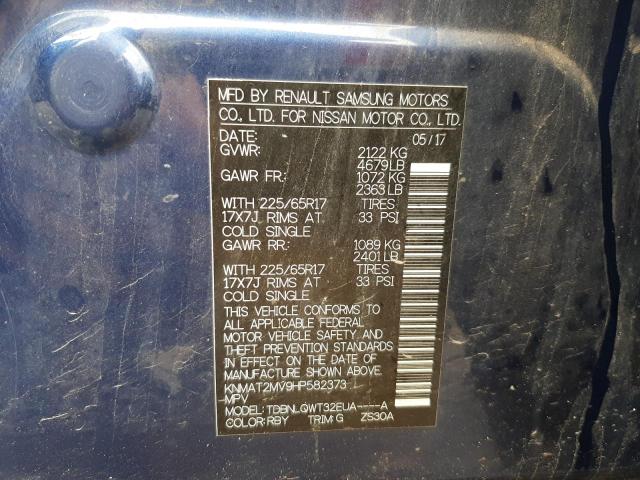 MFD BY RENAULT SAMSUNG MOTORS
CO., LTD. FOR NISSAN MOTOR CO., LTD.
DATE: 05/17
GVWR: 2122 KG
4679 LB
GAWR FR: 1072 KG
2363 LB
WITH 225/65R17 TIRES
17X7J RIMS AT 33 PSI
COLD SINGLE
GAWR RR: 1089 KG
2401 LB
WITH 225/65R17 TIRES
17X7J RIMS AT 33 PSI
COLD SINGLE
THIS VEHICLE CONFORMS TO
ALL APPLICABLE FEDERAL
MOTOR VEHICLE SAFETY AND
THEFT PREVENTION STANDARDS
IN EFFECT ON THE DATE OF
MANUFACTURE SHOWN ABOVE.
KNMAT2MV79HP582373
MPV
MODEL: TDBNLQWT32EUA----A
COLOR: RBY TRIM: G ZS30A